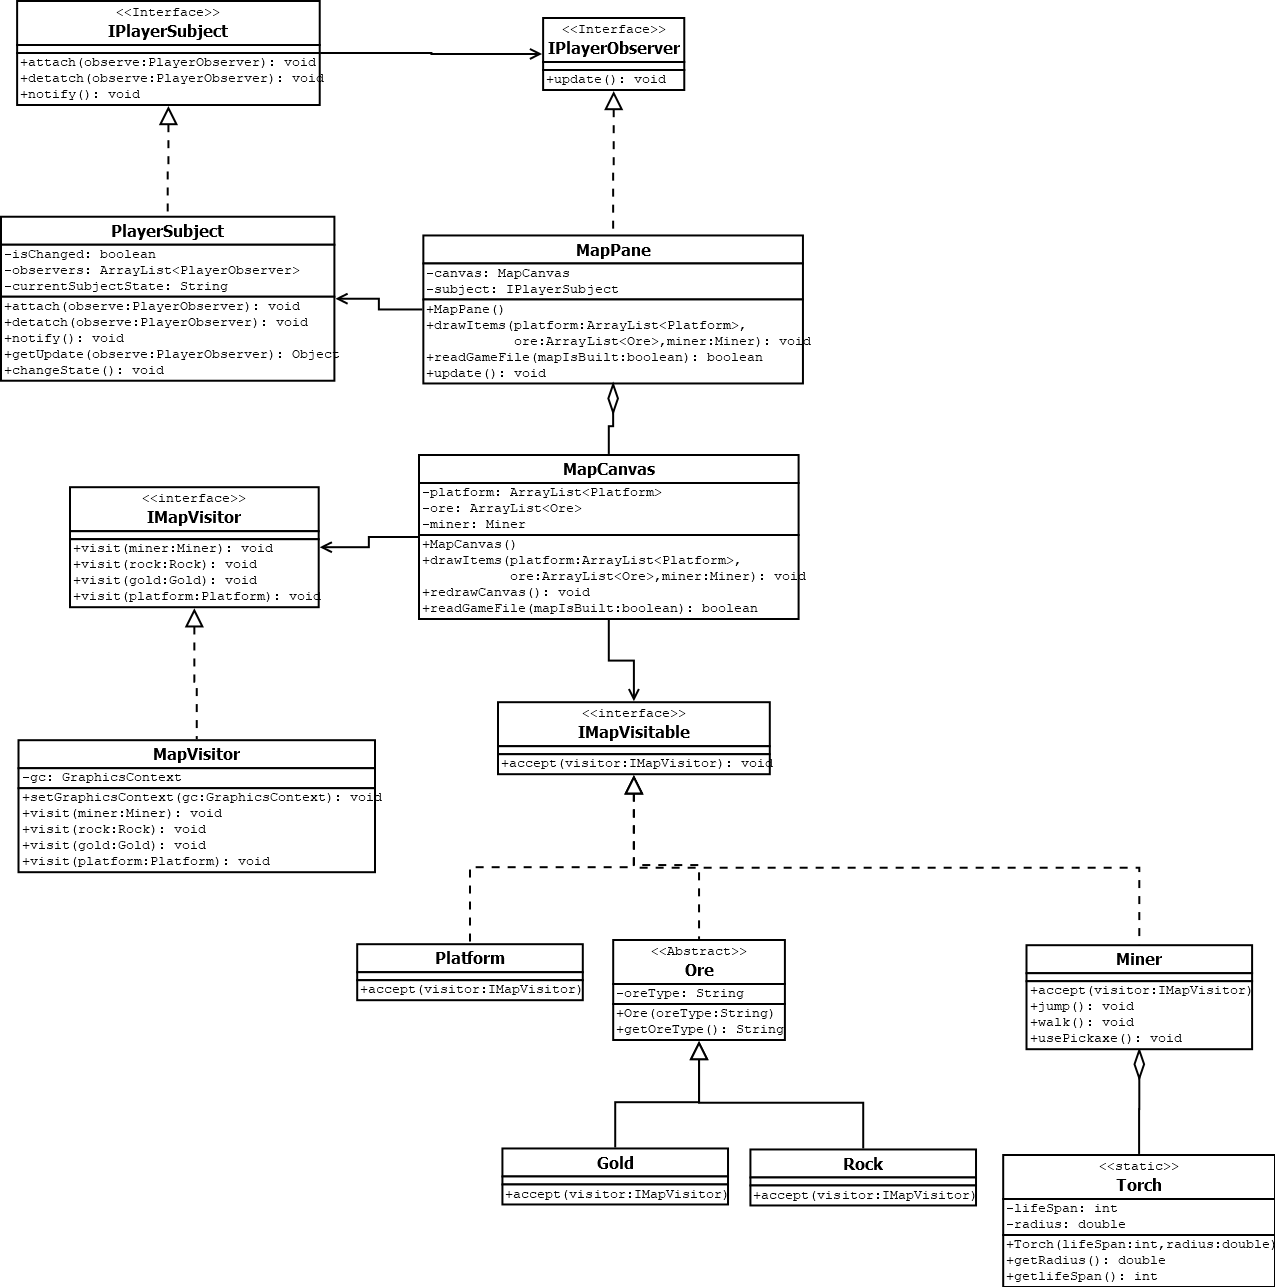 <<Interface>>
IPlayerSubject
+attach(observe:PlayerObserver): void
+detatch(observe:PlayerObserver): void
+notify(): void
<<Interface>>
IPlayerObserver
+update(): void
PlayerSubject
-isChanged: boolean
-observers: ArrayList<PlayerObserver>
-currentSubjectState: String
+attach(observe:PlayerObserver): void
+detatch(observe:PlayerObserver): void
+notify(): void
+getUpdate(observe:PlayerObserver): Object
+changeState(): void
MapPane
-canvas: MapCanvas
-subject: IPlayerSubject
+MapPane()
+drawItems(platform:ArrayList<Platform>,
ore:ArrayList<Ore>,miner:Miner): void
+readGameFile(mapIsBuilt:boolean): boolean
+update(): void
MapCanvas
-platform: ArrayList<Platform>
-ore: ArrayList<Ore>
-miner: Miner
+MapCanvas()
+drawItems(platform:ArrayList<Platform>,
ore:ArrayList<Ore>,miner:Miner): void
+redrawCanvas(): void
+readGameFile(mapIsBuilt:boolean): boolean
<<interface>>
IMapVisitor
+visit(miner:Miner): void
+visit(rock:Rock): void
+visit(gold:Gold): void
+visit(platform:Platform): void
<<interface>>
IMapVisitable
+accept(visitor:IMapVisitor): void
MapVisitor
-gc: GraphicsContext
+setGraphicsContext(gc:GraphicsContext): void
+visit(miner:Miner): void
+visit(rock:Rock): void
+visit(gold:Gold): void
+visit(platform:Platform): void
Platform
+accept(visitor:IMapVisitor)
<<Abstract>>
Ore
-oreType: String
+Ore(oreType:String)
+getOreType(): String
Miner
+accept(visitor:IMapVisitor)
+jump(): void
+walk(): void
+usePickaxe(): void
Gold
+accept(visitor:IMapVisitor)
Rock
+accept(visitor:IMapVisitor)
<<static>>
Torch
-lifeSpan: int
-radius: double
+Torch(lifeSpan:int,radius:double)
+getRadius(): double
+getlifeSpan(): int